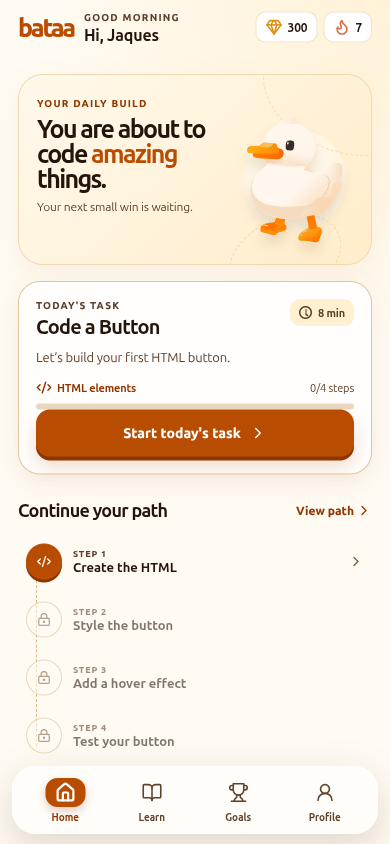 bataa
GOOD MORNING
Hi, Jaques
300
7
YOUR DAILY BUILD
You are about to
code amazing
things.
Your next small win is waiting.
TODAY'S TASK
Code a Button
8 min
Let's build your first HTML button.
</> HTML elements
0/4 steps
Start today's task
Continue your path
View path
</>
STEP 1
Create the HTML
STEP 2
Style the button
STEP 3
Add a hover effect
STEP 4
Test your button
Home
Learn
Goals
Profile